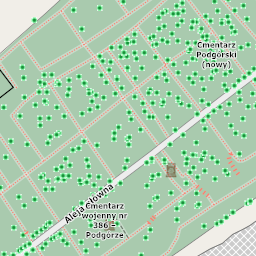 Cmentarz
Podgórski
(nowy)
Aleja Główna
Cmentarz
wojenny nr
386 –
Podgórze